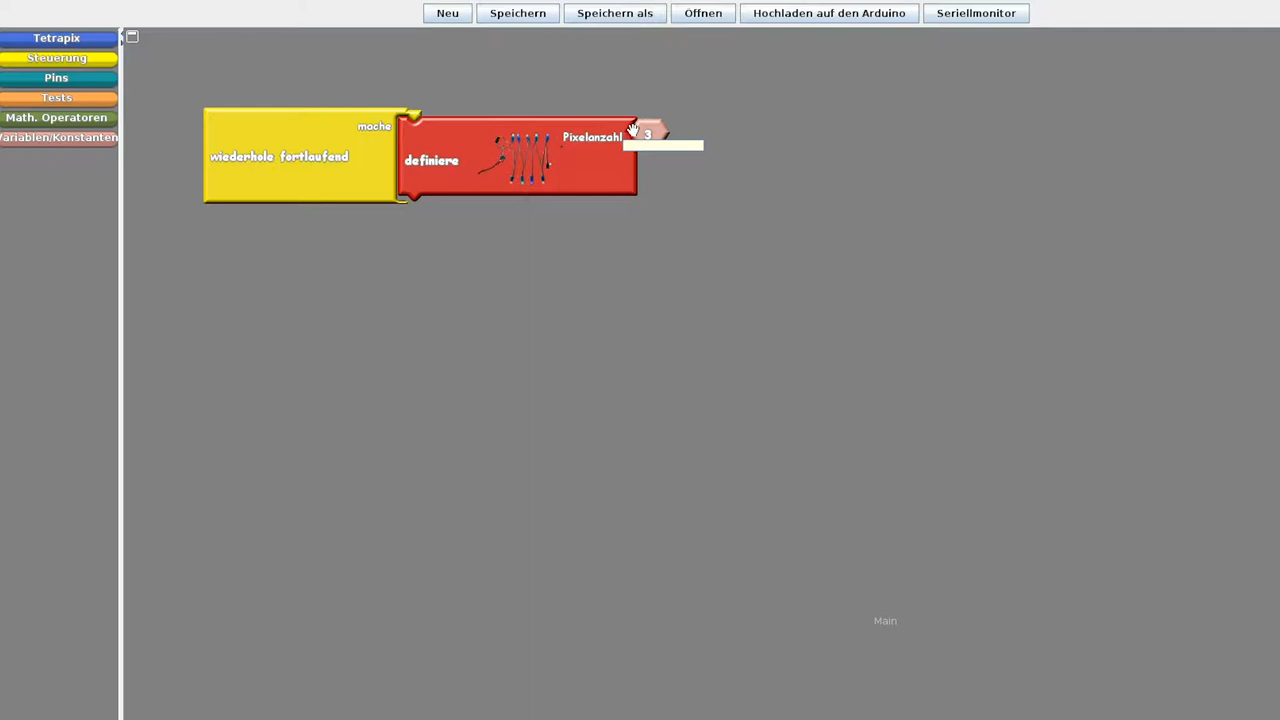 Neu
Speichern
Speichern als
Öffnen
Hochladen auf den Arduino
Seriellmonitor
Tetrapix
Steuerung
Pins
Tests
Math. Operatoren
Variablen/Konstanten
mache
wiederhole fortlaufend
definiere
Pixelanzahl
3
Main